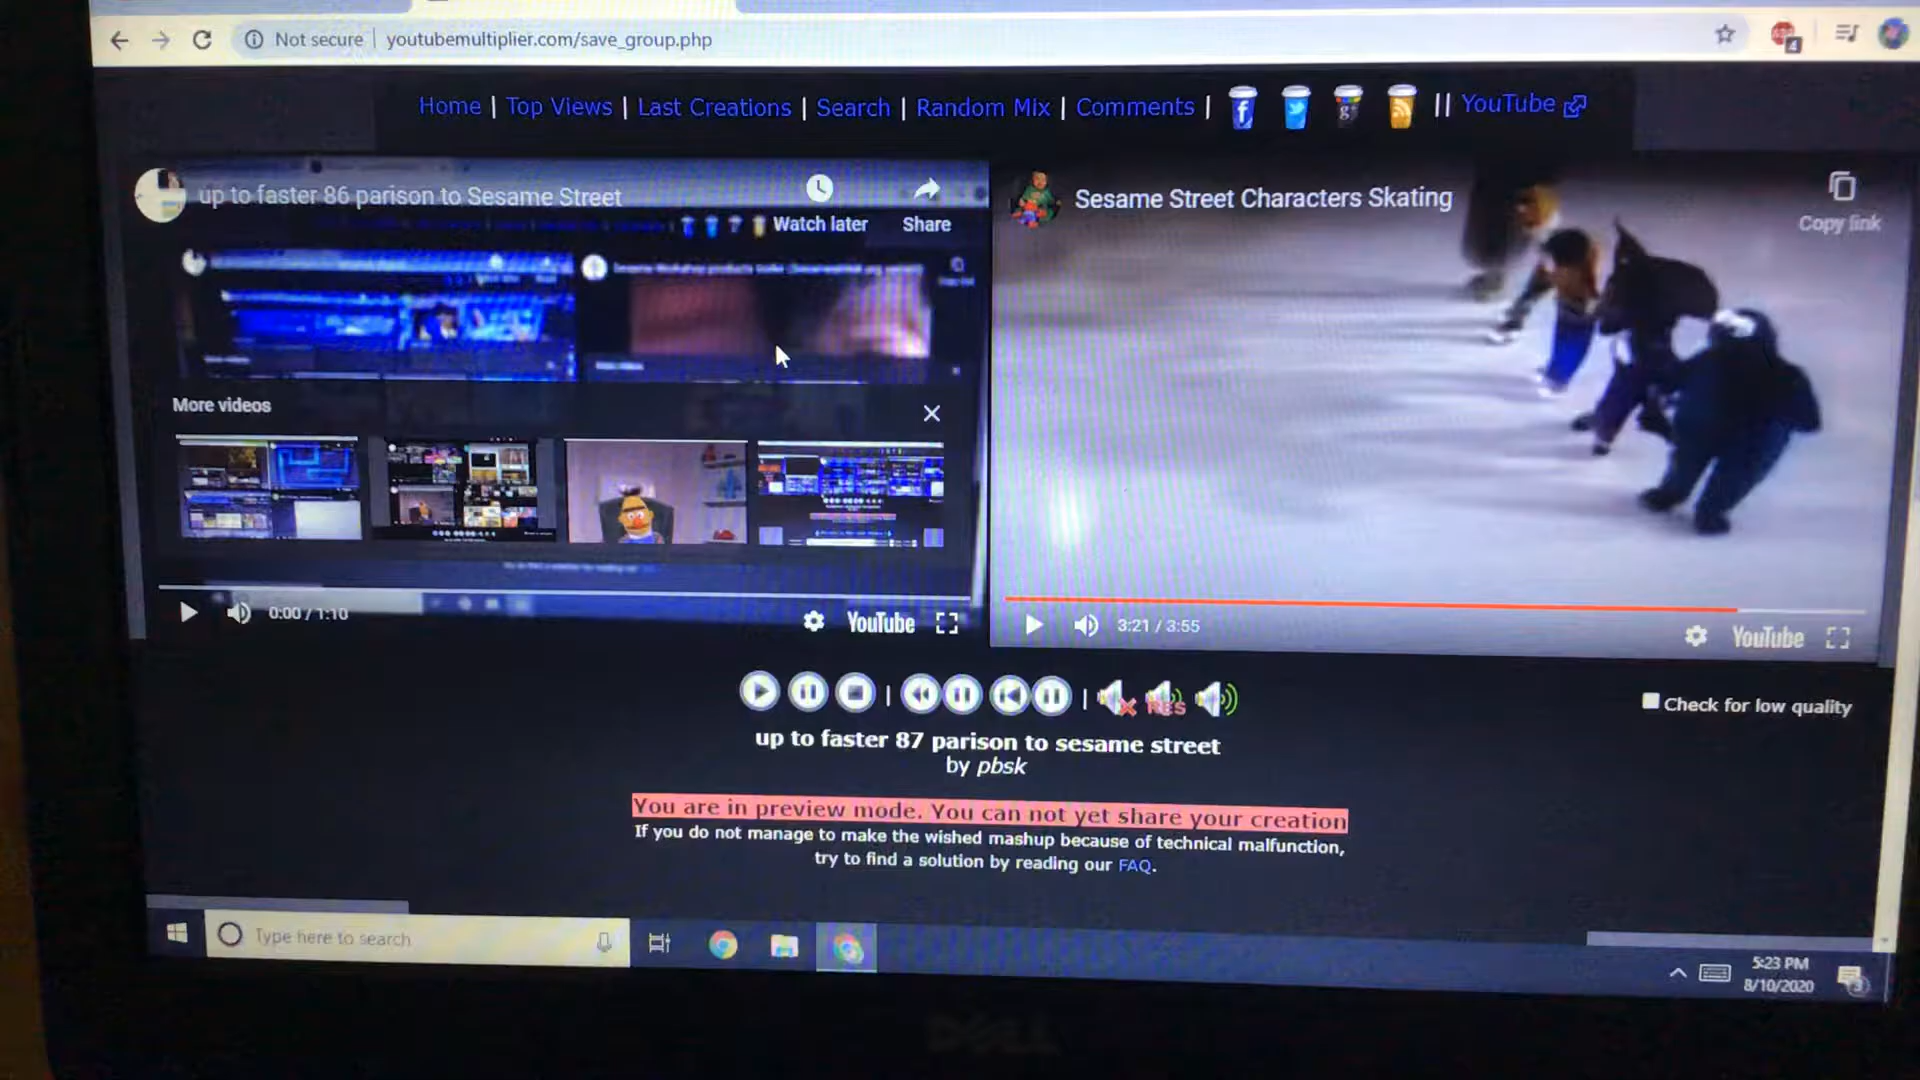 Not secure | youtubemultiplier.com/save_group.php
4
Home | Top Views | Last Creations | Search | Random Mix | Comments | || YouTube
up to faster 86 parison to Sesame Street
Watch later
Share
Sesame Street Characters Skating
Copy link
More videos
0:00 / 1:10
YouTube
3:21 / 3:55
YouTube
RES
Check for low quality
up to faster 87 parison to sesame street
by pbsk
You are in preview mode. You can not yet share your creation
If you do not manage to make the wished mashup because of technical malfunction,
try to find a solution by reading our FAQ.
Type here to search
5:23 PM
8/10/2020
3
DELL